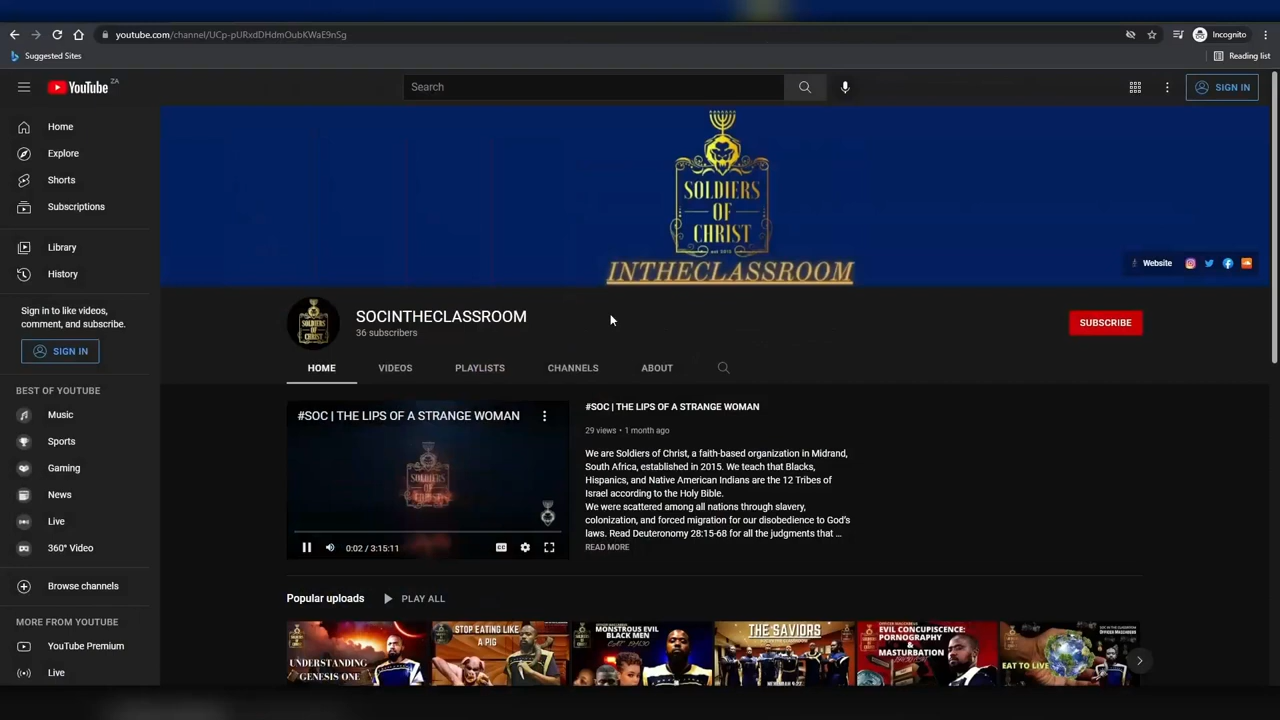 youtube.com/channel/UCp-pURxdDHdmOubKWaE9nSg
Incognito
Suggested Sites
Reading list
YouTube ZA
Search
SIGN IN
Home
Explore
Shorts
Subscriptions
Library
History
Sign in to like videos,
comment, and subscribe.
SIGN IN
BEST OF YOUTUBE
Music
Sports
Gaming
News
Live
360° Video
Browse channels
MORE FROM YOUTUBE
YouTube Premium
Live
SOLDIERS
OF
CHRIST
est 2015
INTHECLASSROOM
Website
SOCINTHECLASSROOM
36 subscribers
SUBSCRIBE
HOME
VIDEOS
PLAYLISTS
CHANNELS
ABOUT
#SOC | THE LIPS OF A STRANGE WOMAN
SOLDIERS
OF
CHRIST
0:02 / 3:15:11
#SOC | THE LIPS OF A STRANGE WOMAN
29 views • 1 month ago
We are Soldiers of Christ, a faith-based organization in Midrand,
South Africa, established in 2015. We teach that Blacks,
Hispanics, and Native American Indians are the 12 Tribes of
Israel according to the Holy Bible.
We were scattered among all nations through slavery,
colonization, and forced migration for our disobedience to God's
laws. Read Deuteronomy 28:15-68 for all the judgments that ...
READ MORE
Popular uploads
PLAY ALL
UNDERSTANDING
GENESIS ONE
STOP EATING LIKE
A PIG
MONSTROUS EVIL
BLACK MEN
THE SAVIORS
NEHEMIAH 9:27
EVIL CONCUPISCENCE:
PORNOGRAPHY &
MASTURBATION
EAT TO LIVE